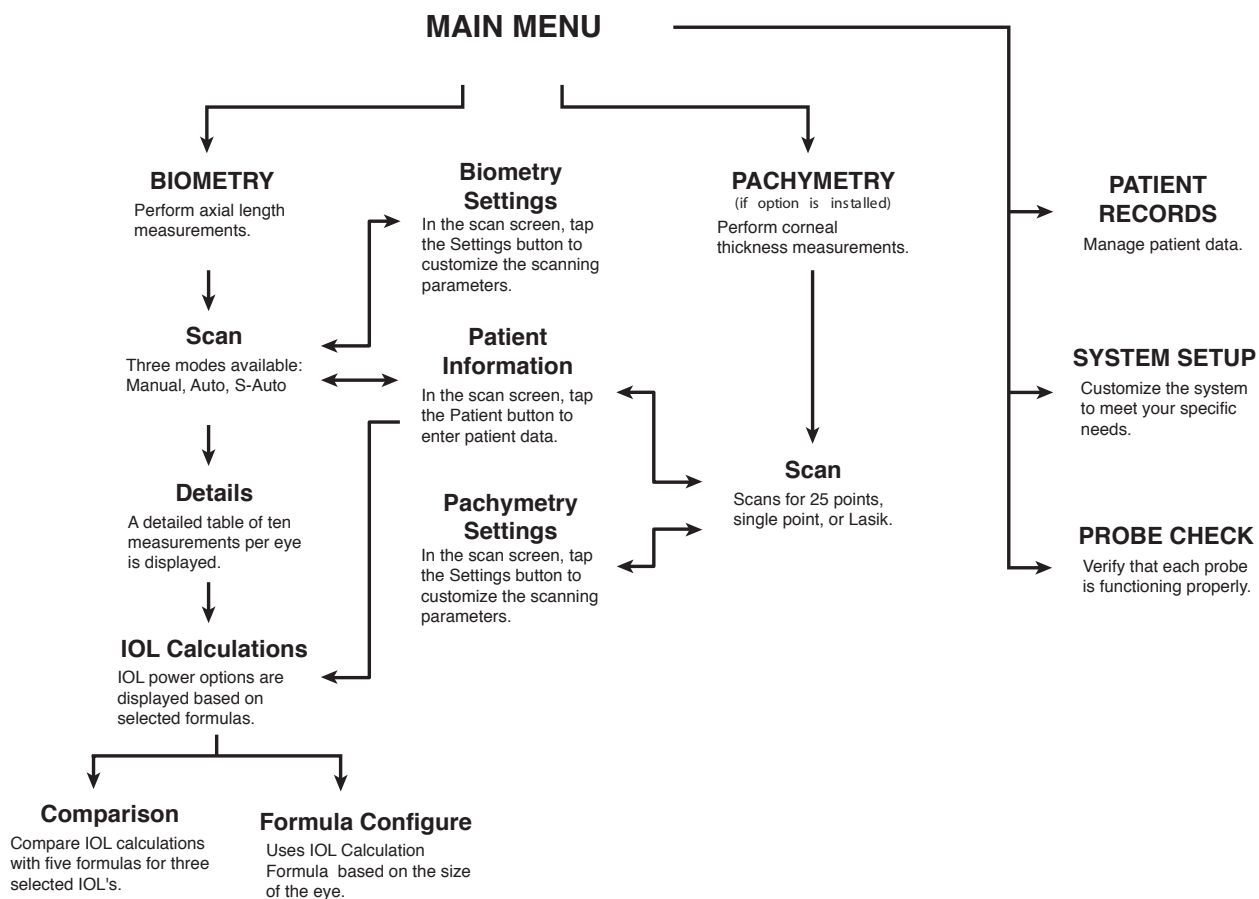 MAIN MENU
BIOMETRY
Perform axial length
measurements.
Biometry
Settings
In the scan screen, tap
the Settings button to
customize the scanning
parameters.
PACHYMETRY
(if option is installed)
Perform corneal
thickness measurements.
PATIENT
RECORDS
Manage patient data.
Scan
Three modes available:
Manual, Auto, S-Auto
Patient
Information
In the scan screen, tap
the Patient button to
enter patient data.
SYSTEM SETUP
Customize the system
to meet your specific
needs.
Scan
Scans for 25 points,
single point, or Lasik.
Details
A detailed table of ten
measurements per eye
is displayed.
Pachymetry
Settings
In the scan screen, tap
the Settings button to
customize the scanning
parameters.
PROBE CHECK
Verify that each probe
is functioning properly.
IOL Calculations
IOL power options are
displayed based on
selected formulas.
Comparison
Compare IOL calculations
with five formulas for three
selected IOL's.
Formula Configure
Uses IOL Calculation
Formula based on the size
of the eye.